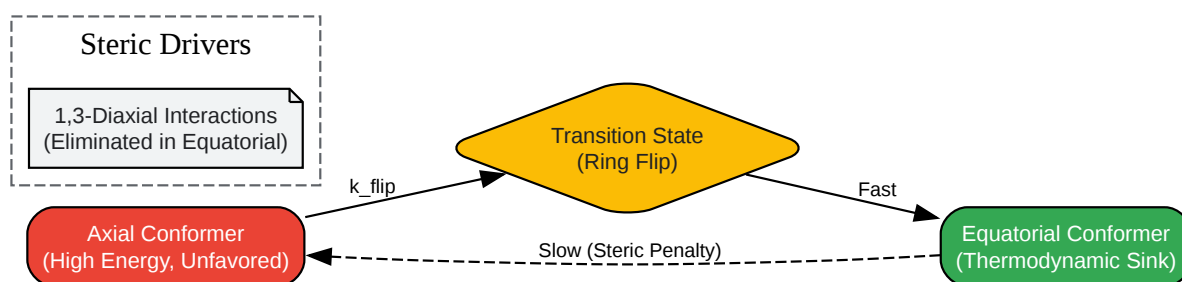 Steric Drivers
1,3-Diaxial Interactions
(Eliminated in Equatorial)
Transition State
(Ring Flip)
k_flip
Fast
Axial Conformer
(High Energy, Unfavored)
Slow (Steric Penalty)
Equatorial Conformer
(Thermodynamic Sink)